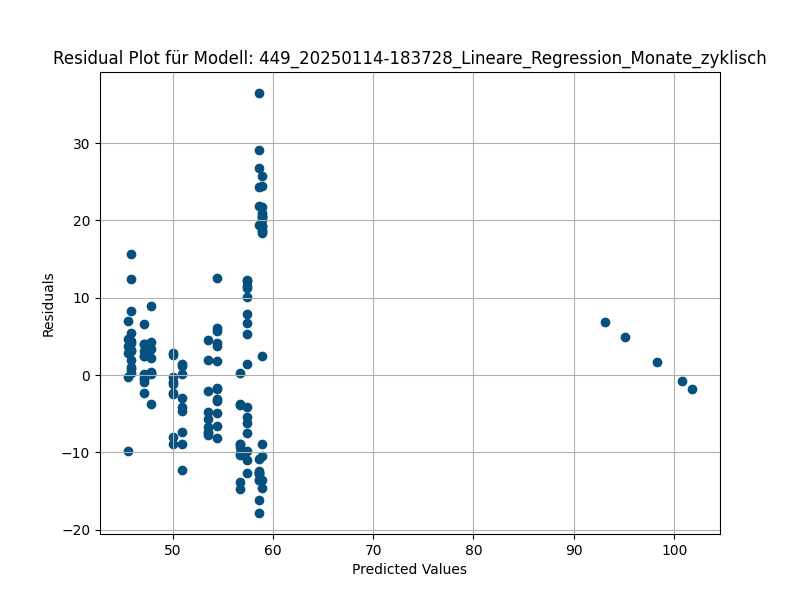 Residual Plot für Modell: 449_20250114-183728_Lineare_Regression_Monate_zyklisch
30
20
10
0
−10
−20
Residuals
50 60 70 80 90 100
Predicted Values